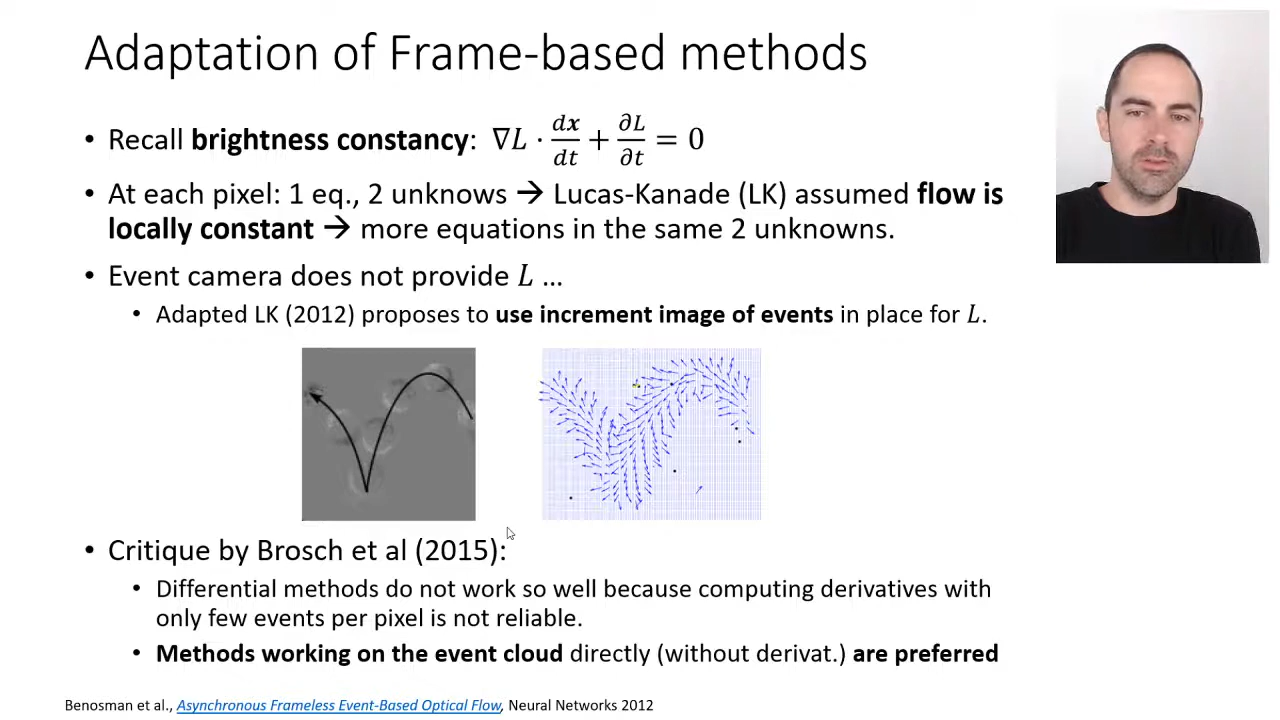 Adaptation of Frame-based methods
• Recall brightness constancy: ∇L · dx/dt + ∂L/∂t = 0
• At each pixel: 1 eq., 2 unknows → Lucas-Kanade (LK) assumed flow is
locally constant → more equations in the same 2 unknowns.
• Event camera does not provide L …
• Adapted LK (2012) proposes to use increment image of events in place for L.
• Critique by Brosch et al (2015):
• Differential methods do not work so well because computing derivatives with
only few events per pixel is not reliable.
• Methods working on the event cloud directly (without derivat.) are preferred
Benosman et al., Asynchronous Frameless Event-Based Optical Flow, Neural Networks 2012